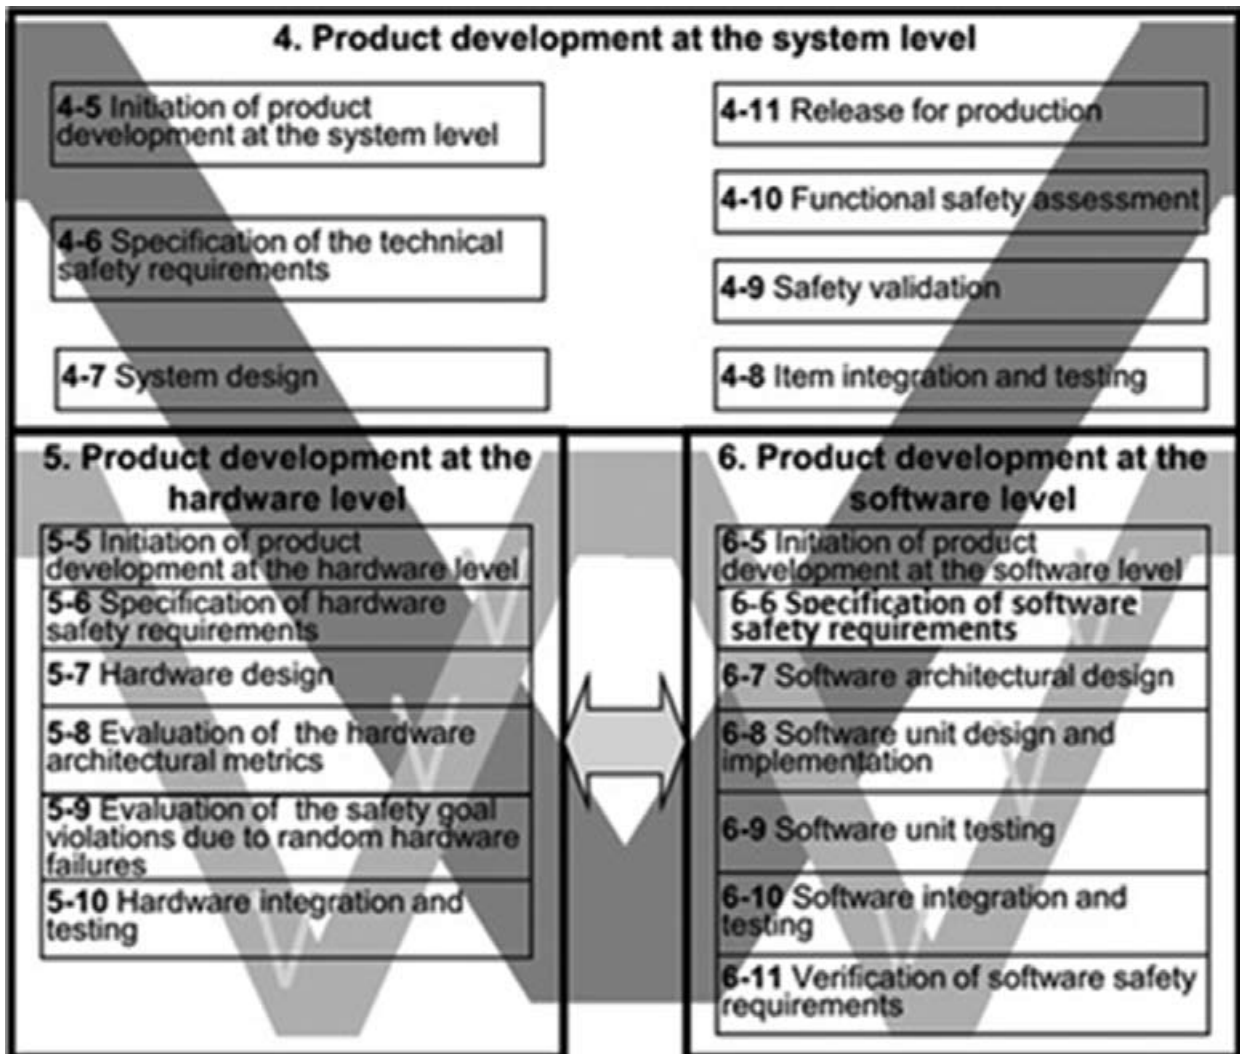 4. Product development at the system level
4-5 Initiation of product
development at the system level
4-6 Specification of the technical
safety requirements
4-7 System design
4-11 Release for production
4-10 Functional safety assessment
4-9 Safety validation
4-8 Item integration and testing
5. Product development at the
hardware level
5-5 Initiation of product
development at the hardware level
5-6 Specification of hardware
safety requirements
5-7 Hardware design
5-8 Evaluation of the hardware
architectural metrics
5-9 Evaluation of the safety goal
violations due to random hardware
failures
5-10 Hardware integration and
testing
6. Product development at the
software level
6-5 Initiation of product
development at the software level
6-6 Specification of software
safety requirements
6-7 Software architectural design
6-8 Software unit design and
implementation
6-9 Software unit testing
6-10 Software integration and
testing
6-11 Verification of software safety
requirements